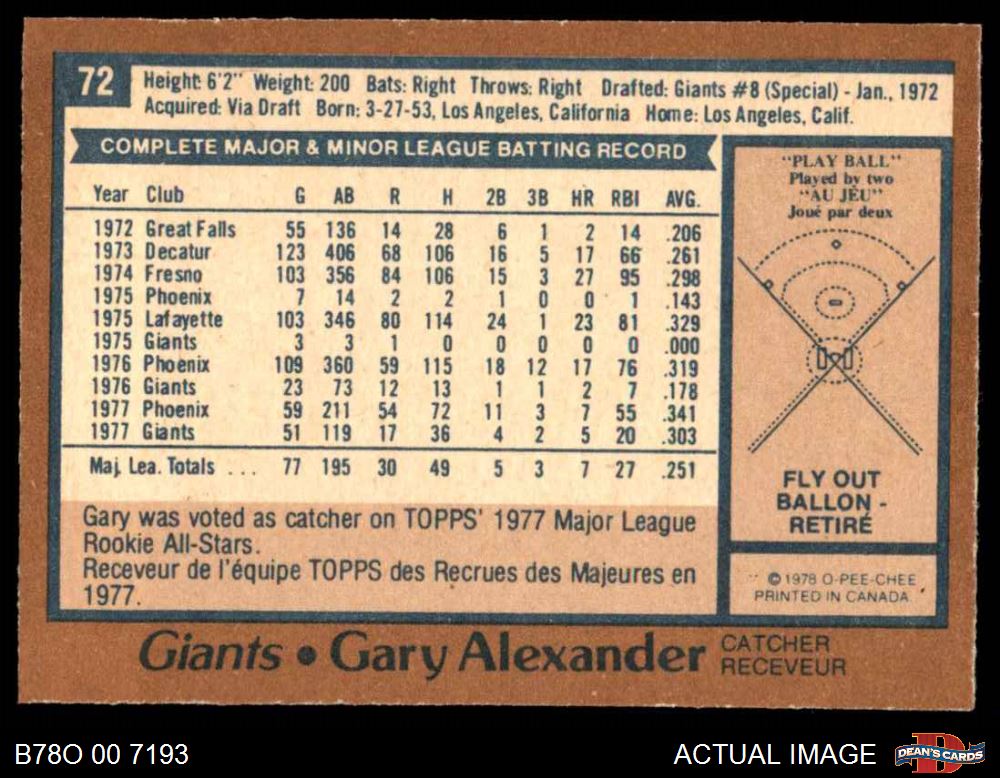 72
Height: 6'2" Weight: 200 Bats: Right Throws: Right Drafted: Giants #8 (Special) - Jan., 1972
Acquired: Via Draft Born: 3-27-53, Los Angeles, California Home: Los Angeles, Calif.
COMPLETE MAJOR & MINOR LEAGUE BATTING RECORD
Year Club G AB R H 2B 3B HR RBI AVG.
1972 Great Falls 55 136 14 28 6 1 2 14 .206
1973 Decatur 123 406 68 106 16 5 17 66 .261
1974 Fresno 103 356 84 106 15 3 27 95 .298
1975 Phoenix 7 14 2 2 1 0 0 1 .143
1975 Lafayette 103 346 80 114 24 1 23 81 .329
1975 Giants 3 3 1 0 0 0 0 0 .000
1976 Phoenix 109 360 59 115 18 12 17 76 .319
1976 Giants 23 73 12 13 1 1 2 7 .178
1977 Phoenix 59 211 54 72 11 3 7 55 .341
1977 Giants 51 119 17 36 4 2 5 20 .303
Maj. Lea. Totals ... 77 195 30 49 5 3 7 27 .251
Gary was voted as catcher on TOPPS' 1977 Major League
Rookie All-Stars.
Receveur de l'équipe TOPPS des Recrues des Majeures en
1977.
"PLAY BALL"
Played by two
"AU JEU"
Joué par deux
FLY OUT
BALLON -
RETIRÉ
© 1978 O-PEE-CHEE
PRINTED IN CANADA
Giants • Gary Alexander
CATCHER
RECEVEUR
B78O 00 7193
ACTUAL IMAGE
DEAN'S CARDS